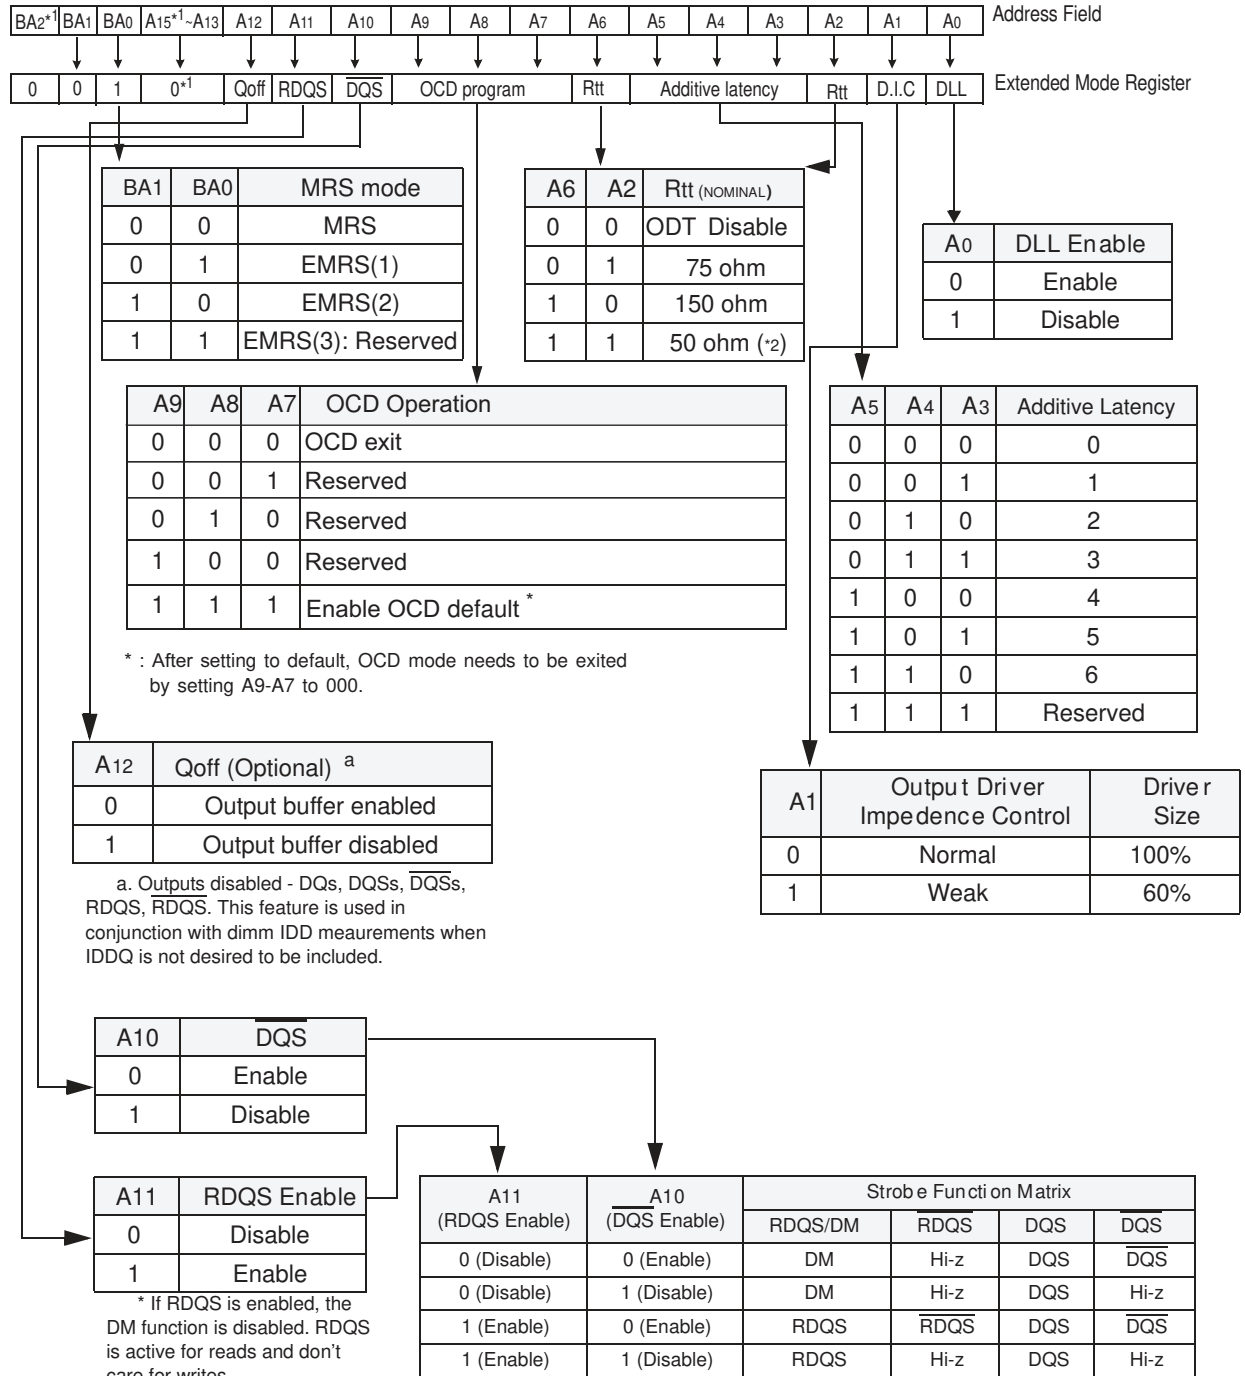 BA2*1 BA1 BA0 A15*1~A13 A12 A11 A10 A9 A8 A7 A6 A5 A4 A3 A2 A1 A0 Address Field
0 0 1 0*1 Qoff RDQS DQS OCD program Rtt Additive latency Rtt D.I.C DLL Extended Mode Register
BA1 BA0 MRS mode
0 0 MRS
0 1 EMRS(1)
1 0 EMRS(2)
1 1 EMRS(3): Reserved
A6 A2 Rtt (NOMINAL)
0 0 ODT Disable
0 1 75 ohm
1 0 150 ohm
1 1 50 ohm (*2)
A0 DLL Enable
0 Enable
1 Disable
A9 A8 A7 OCD Operation
0 0 0 OCD exit
0 0 1 Reserved
0 1 0 Reserved
1 0 0 Reserved
1 1 1 Enable OCD default *
* : After setting to default, OCD mode needs to be exited
by setting A9-A7 to 000.
A5 A4 A3 Additive Latency
0 0 0 0
0 0 1 1
0 1 0 2
0 1 1 3
1 0 0 4
1 0 1 5
1 1 0 6
1 1 1 Reserved
A12 Qoff (Optional) a
0 Output buffer enabled
1 Output buffer disabled
a. Outputs disabled - DQs, DQSs, DQSs,
RDQS, RDQS. This feature is used in
conjunction with dimm IDD meaurements when
IDDQ is not desired to be included.
A1 Output Driver Impedence Control Driver Size
0 Normal 100%
1 Weak 60%
A10 DQS
0 Enable
1 Disable
A11 RDQS Enable
0 Disable
1 Enable
* If RDQS is enabled, the
DM function is disabled. RDQS
is active for reads and don't
care for writes.
A11 (RDQS Enable) A10 (DQS Enable) Strobe Function Matrix
RDQS/DM RDQS DQS DQS
0 (Disable) 0 (Enable) DM Hi-z DQS DQS
0 (Disable) 1 (Disable) DM Hi-z DQS Hi-z
1 (Enable) 0 (Enable) RDQS RDQS DQS DQS
1 (Enable) 1 (Disable) RDQS Hi-z DQS Hi-z